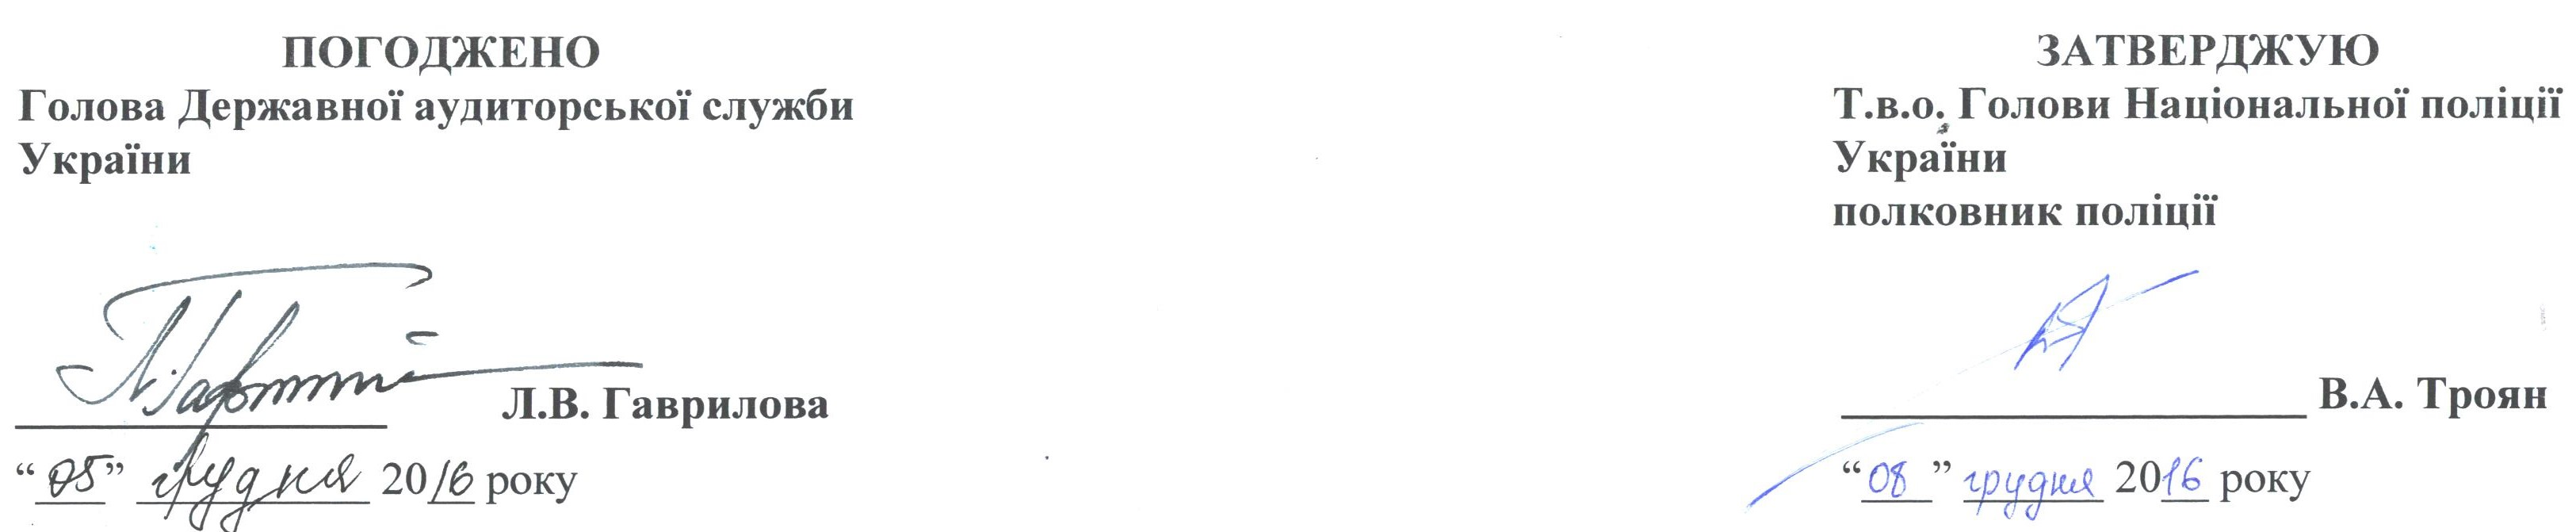 ПОГОДЖЕНО
Голова Державної аудиторської служби
України
Л.В. Гаврилова
“05” грудня 2016 року
ЗАТВЕРДЖУЮ
Т.в.о. Голови Національної поліції
України
полковник поліції
В.А. Троян
“08” грудня 2016 року